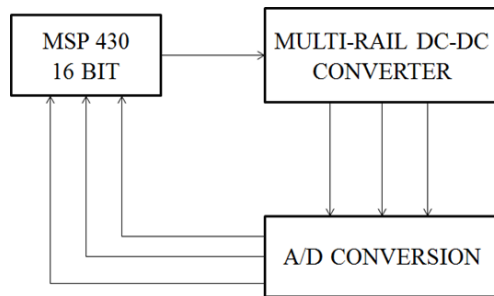 MSP 430
16 BIT
MULTI-RAIL DC-DC
CONVERTER
A/D CONVERSION